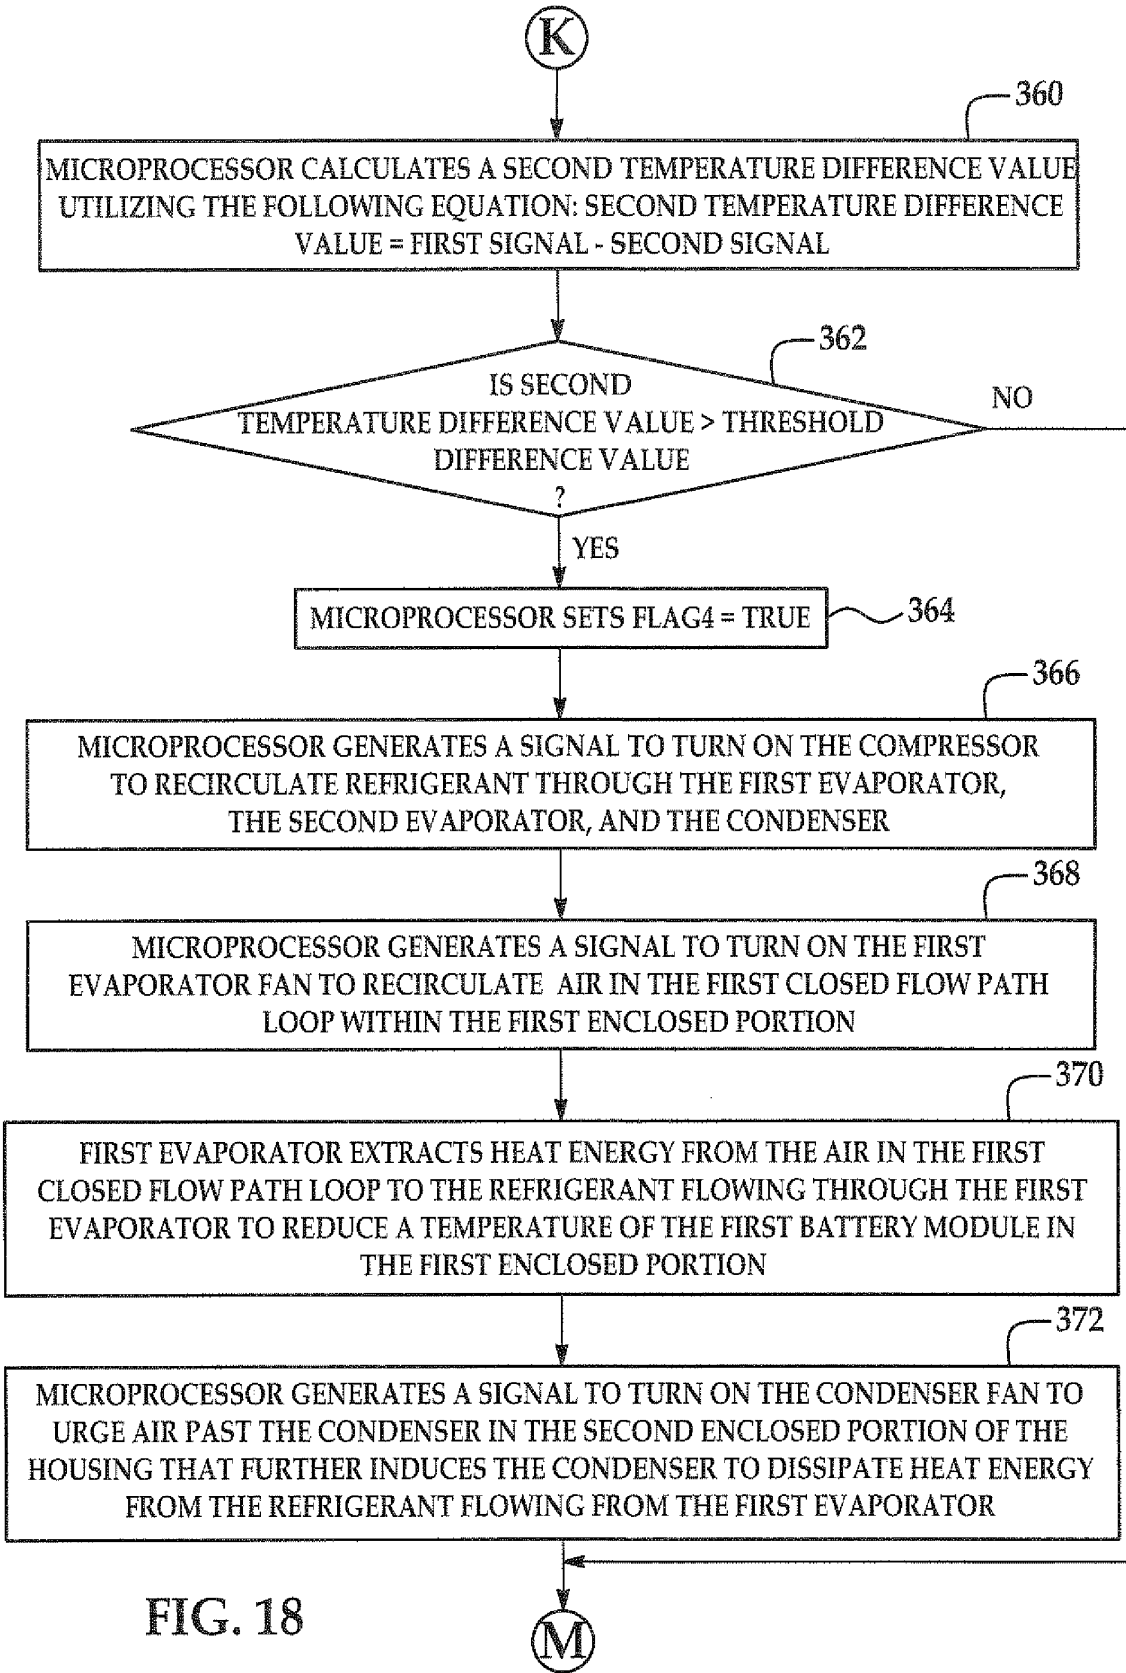 K
360
MICROPROCESSOR CALCULATES A SECOND TEMPERATURE DIFFERENCE VALUE
UTILIZING THE FOLLOWING EQUATION: SECOND TEMPERATURE DIFFERENCE
VALUE = FIRST SIGNAL - SECOND SIGNAL
362
IS SECOND
TEMPERATURE DIFFERENCE VALUE > THRESHOLD
DIFFERENCE VALUE
?
NO
YES
MICROPROCESSOR SETS FLAG4 = TRUE
364
366
MICROPROCESSOR GENERATES A SIGNAL TO TURN ON THE COMPRESSOR
TO RECIRCULATE REFRIGERANT THROUGH THE FIRST EVAPORATOR,
THE SECOND EVAPORATOR, AND THE CONDENSER
368
MICROPROCESSOR GENERATES A SIGNAL TO TURN ON THE FIRST
EVAPORATOR FAN TO RECIRCULATE AIR IN THE FIRST CLOSED FLOW PATH
LOOP WITHIN THE FIRST ENCLOSED PORTION
370
FIRST EVAPORATOR EXTRACTS HEAT ENERGY FROM THE AIR IN THE FIRST
CLOSED FLOW PATH LOOP TO THE REFRIGERANT FLOWING THROUGH THE FIRST
EVAPORATOR TO REDUCE A TEMPERATURE OF THE FIRST BATTERY MODULE IN
THE FIRST ENCLOSED PORTION
372
MICROPROCESSOR GENERATES A SIGNAL TO TURN ON THE CONDENSER FAN TO
URGE AIR PAST THE CONDENSER IN THE SECOND ENCLOSED PORTION OF THE
HOUSING THAT FURTHER INDUCES THE CONDENSER TO DISSIPATE HEAT ENERGY
FROM THE REFRIGERANT FLOWING FROM THE FIRST EVAPORATOR
FIG. 18
M